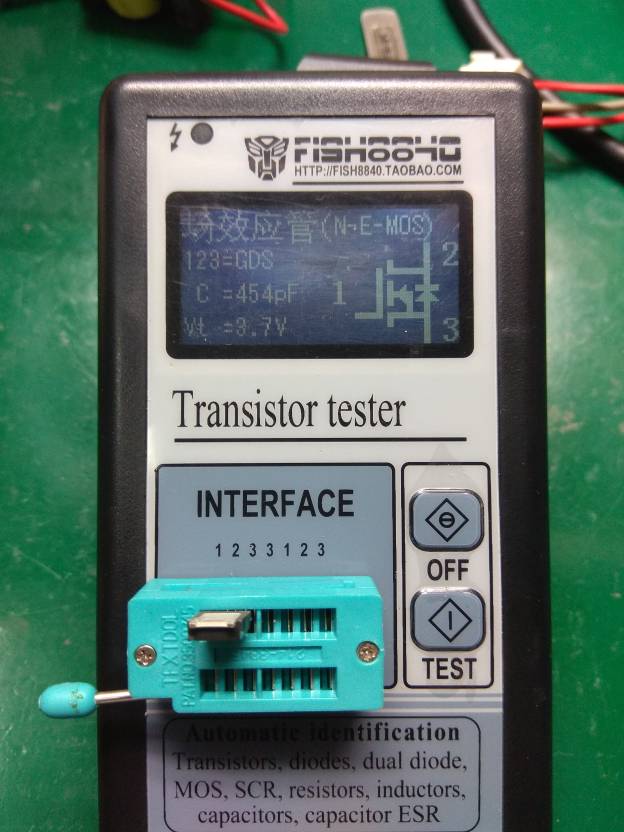 FISH8840
HTTP://FISH8840.TAOBAO.COM
场效应管(N-E-MOS)
123=GDS
C =454pF
Vt =3.7V
1
2
3
Transistor tester
INTERFACE
1 2 3 3 1 2 3
OFF
TEST
TEXTOOL
Automatic identification
Transistors, diodes, dual diode,
MOS, SCR, resistors, inductors,
capacitors, capacitor ESR